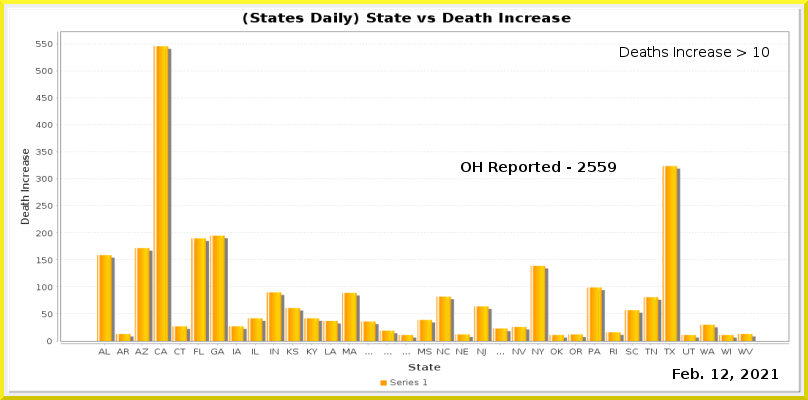 (States Daily) State vs Death Increase
Deaths Increase > 10
OH Reported - 2559
Death Increase
550
500
450
400
350
300
250
200
150
100
50
0
AL AR AZ CA CT FL GA IA IL IN KS KY LA MA ... ... ... MS NC NE NJ ... NV NY OK OR PA RI SC TN TX UT WA WI WV
State
Feb. 12, 2021
Series 1